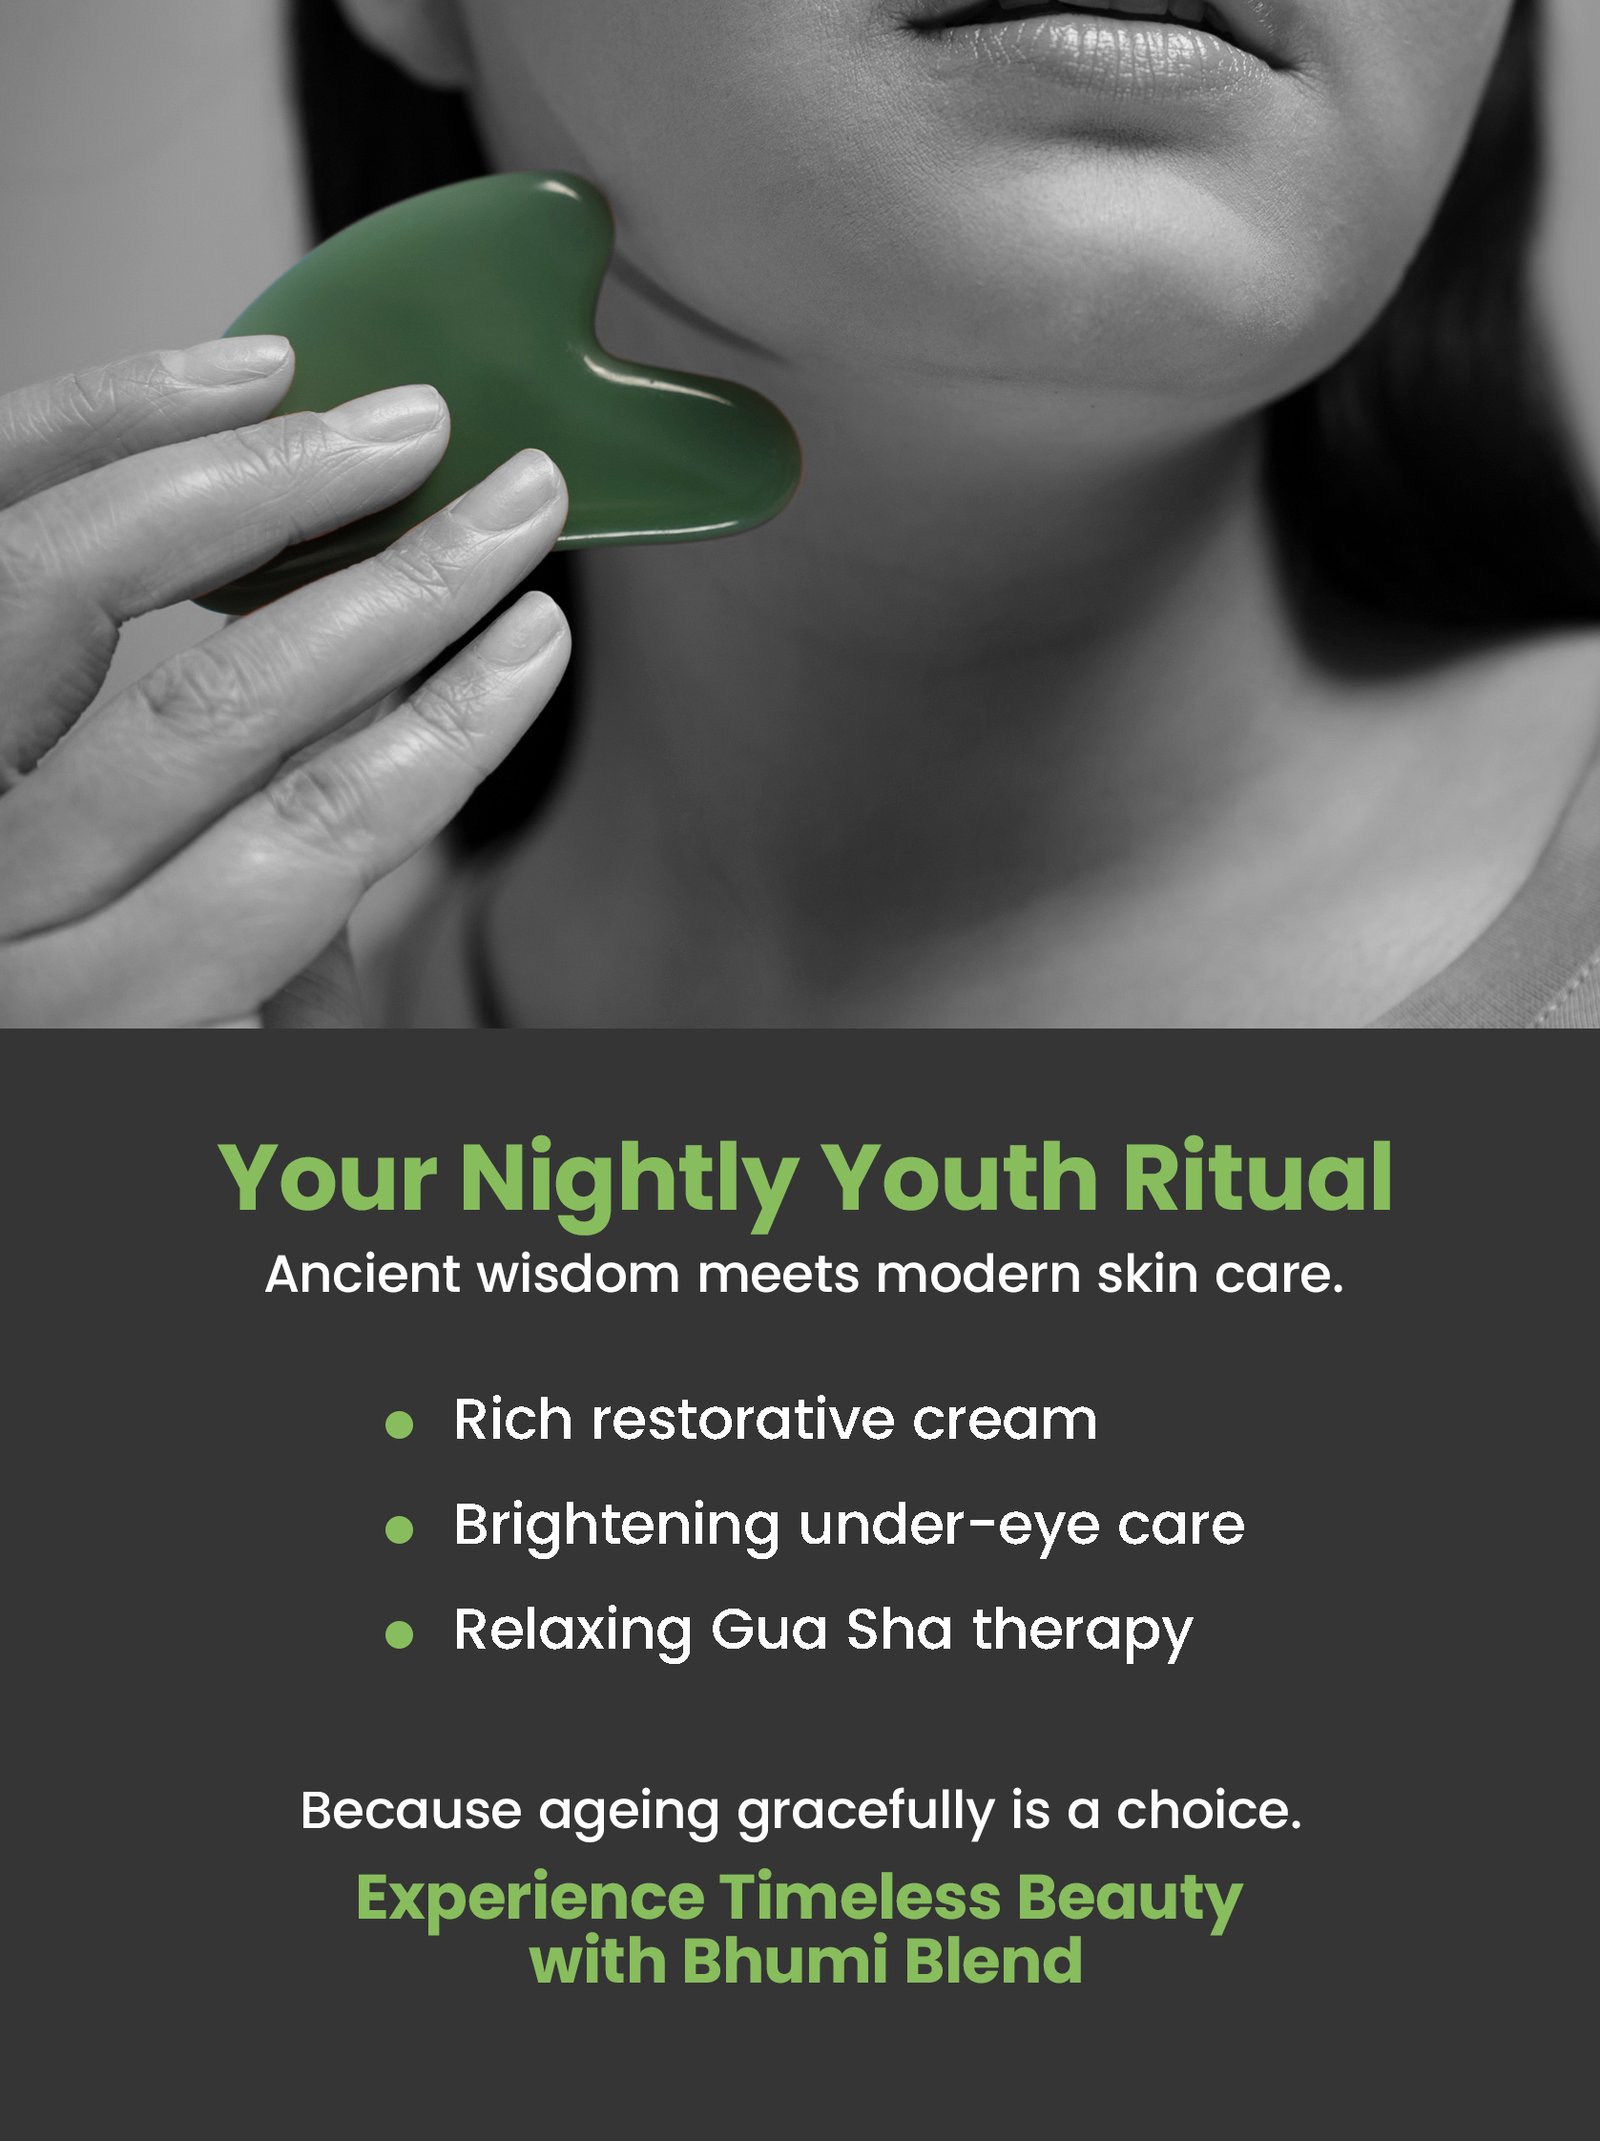 Your Nightly Youth Ritual
Ancient wisdom meets modern skin care.
Rich restorative cream
Brightening under-eye care
Relaxing Gua Sha therapy
Because ageing gracefully is a choice.
Experience Timeless Beauty
with Bhumi Blend